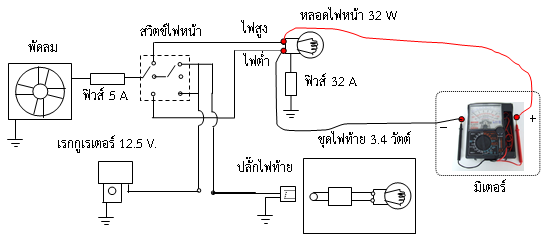 หลอดไฟหน้า 32 W
สวิตช์ไฟหน้า
ไฟสูง
พัดลม
ไฟต่ำ
ฟิวส์ 32 A
ฟิวส์ 5 A
− +
เรกกูเรเตอร์ 12.5 V.
ชุดไฟท้าย 3.4 วัตต์
ปลั๊กไฟท้าย
มิเตอร์